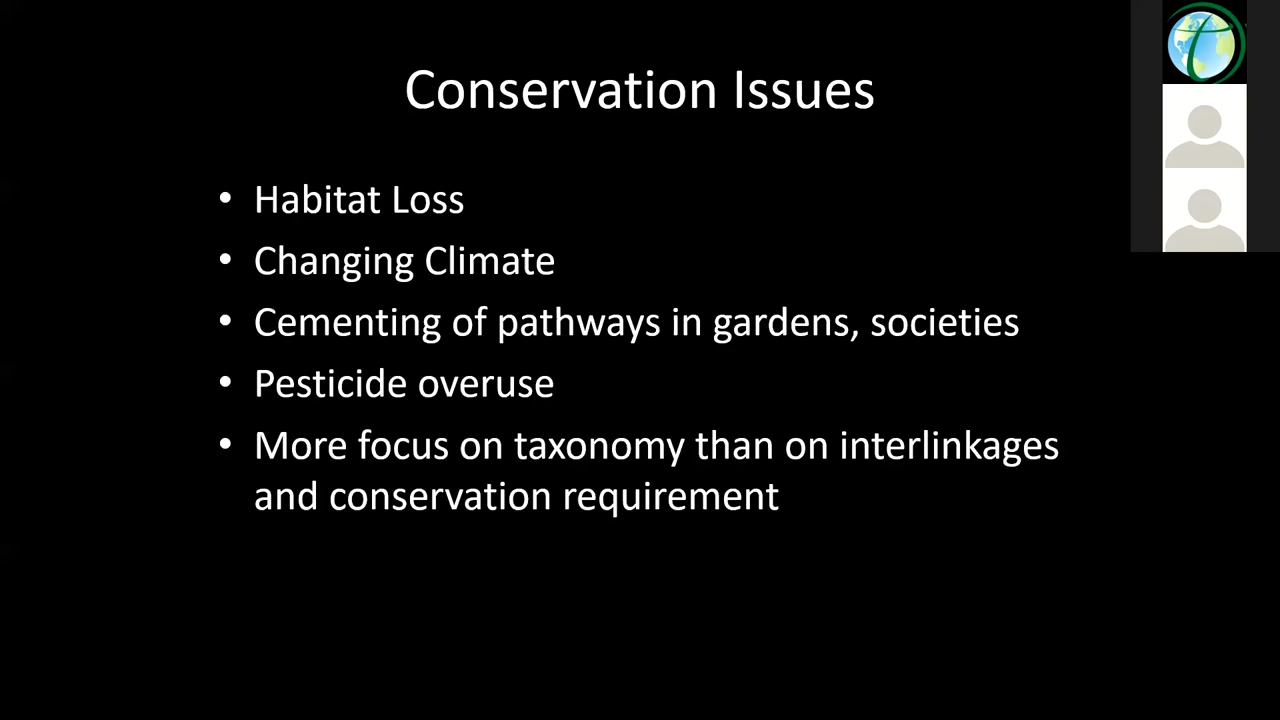 Conservation Issues
• Habitat Loss
• Changing Climate
• Cementing of pathways in gardens, societies
• Pesticide overuse
• More focus on taxonomy than on interlinkages
and conservation requirement